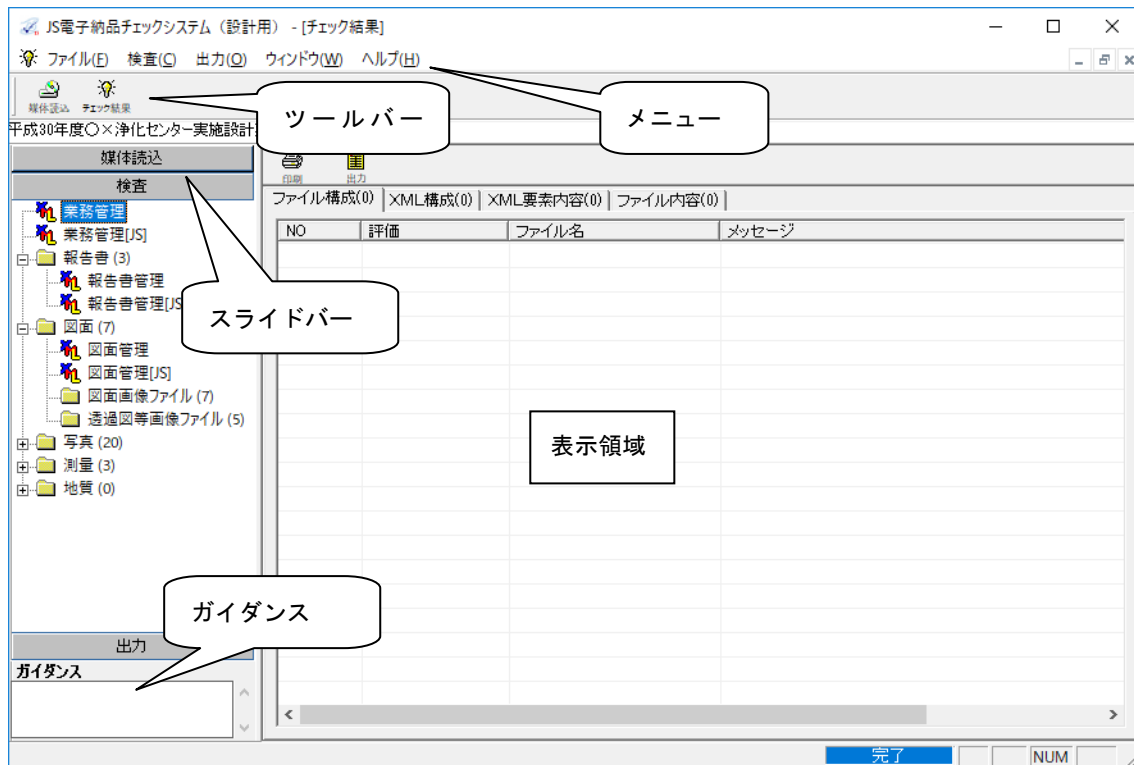 JS電子納品チェックシステム（設計用） - [チェック結果]
ファイル(F) 検査(C) 出力(O) ウィンドウ(W) ヘルプ(H)
媒体読込 チェック結果
ツールバー
メニュー
平成30年度〇×浄化センター実施設計
媒体読込
検査
印刷 出力
ファイル構成(0) XML構成(0) XML要素内容(0) ファイル内容(0)
NO 評価 ファイル名 メッセージ
業務管理
業務管理[JS]
報告書 (3)
報告書管理
報告書管理[JS
スライドバー
図面 (7)
図面管理
図面管理[JS]
図面画像ファイル (7)
透過図等画像ファイル (5)
写真 (20)
測量 (3)
地質 (0)
表示領域
ガイダンス
出力
ガイダンス
完了 NUM